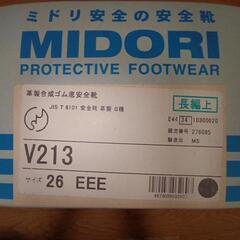 ミドリ安全の安全靴
MIDORI
PROTECTIVE FOOTWEAR
革製合成ゴム底安全靴
JIS T 8101 安全靴 革製 S種
長編上
V213
サイズ 26 EEE